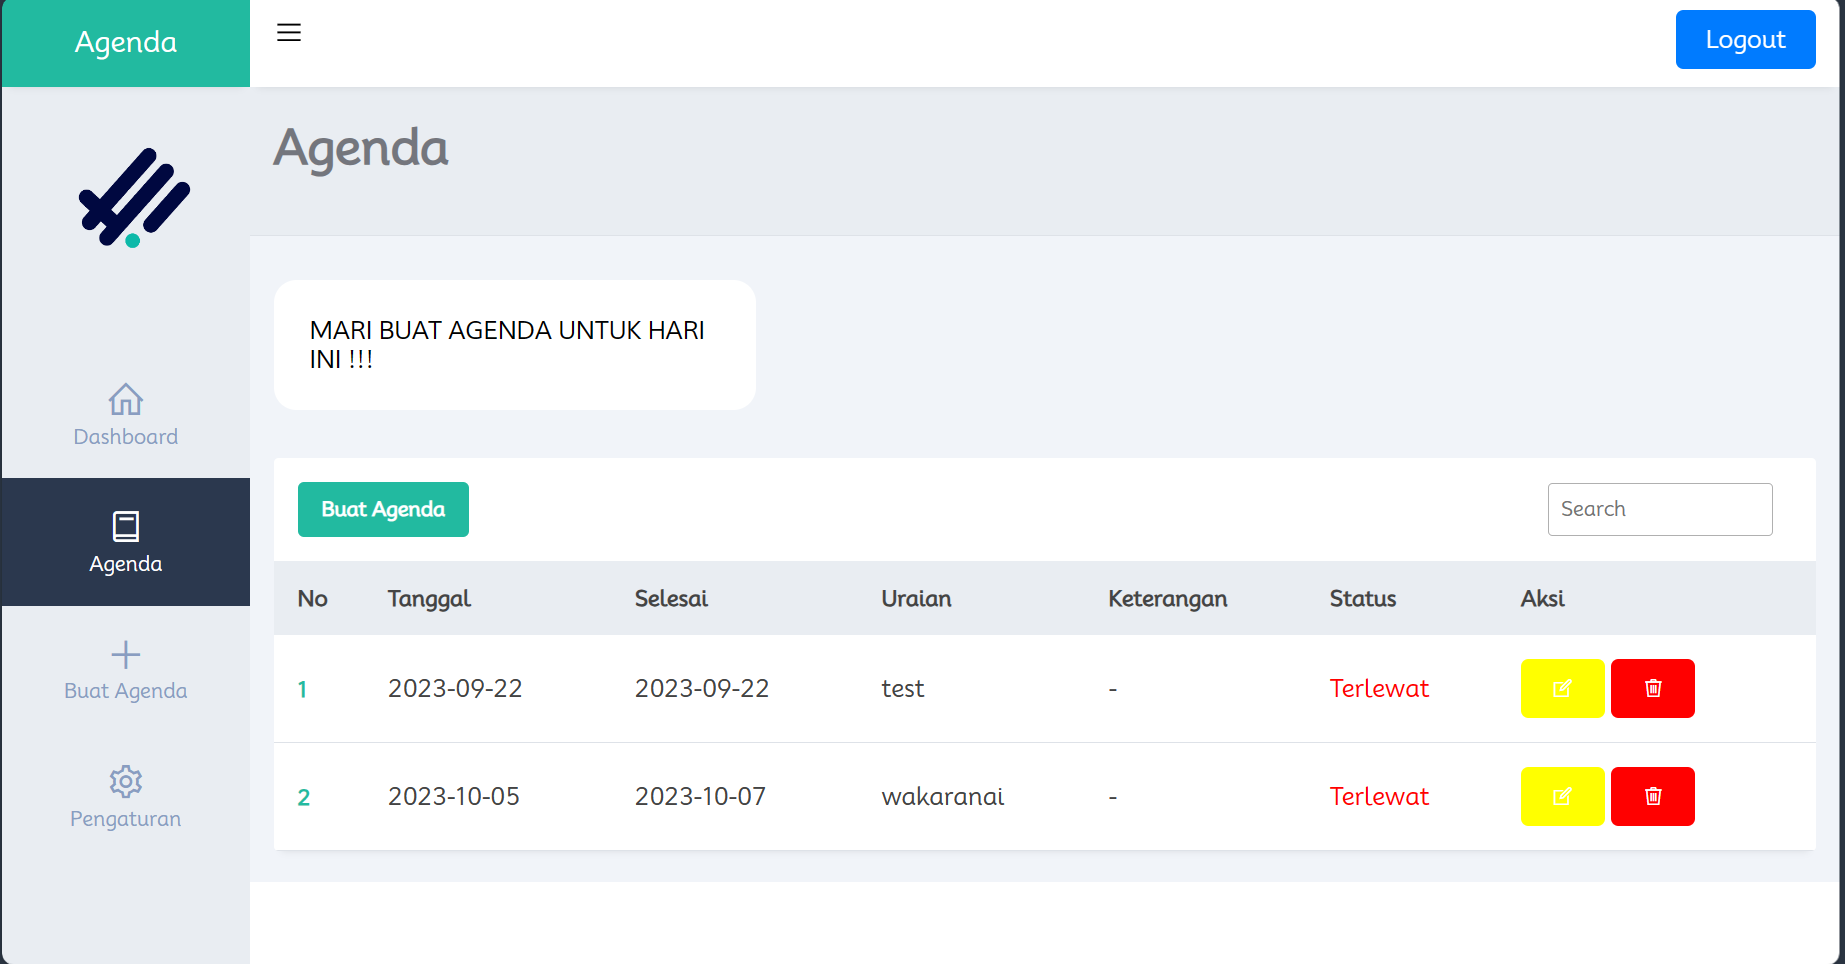 Agenda
Logout
Agenda
MARI BUAT AGENDA UNTUK HARI
INI !!!
Dashboard
Agenda
Buat Agenda
Pengaturan
Buat Agenda
Search
No Tanggal Selesai Uraian Keterangan Status Aksi
1 2023-09-22 2023-09-22 test - Terlewat
2 2023-10-05 2023-10-07 wakaranai - Terlewat